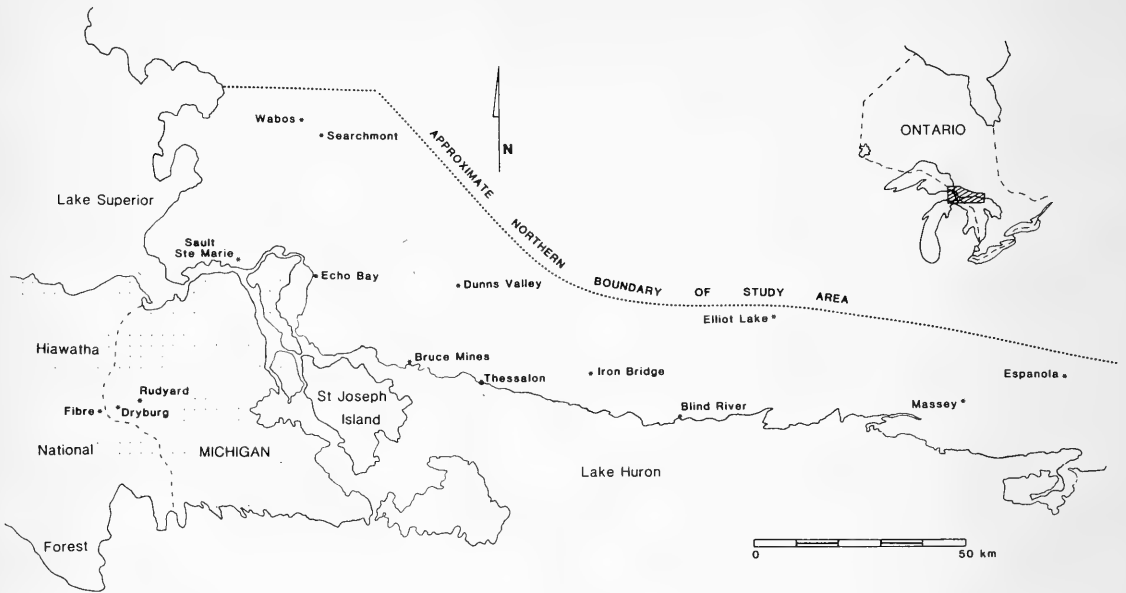 Wabos
Searchmont
N
ONTARIO
APPROXIMATE NORTHERN BOUNDARY OF STUDY AREA
Lake Superior
Sault
Ste Marie
Echo Bay
Dunns Valley
Elliot Lake
Hiawatha
Bruce Mines
Thessalon
Iron Bridge
Espanola
Rudyard
Fibre
Dryburg
St Joseph
Island
Blind River
Massey
National
MICHIGAN
Lake Huron
Forest
0
50 km